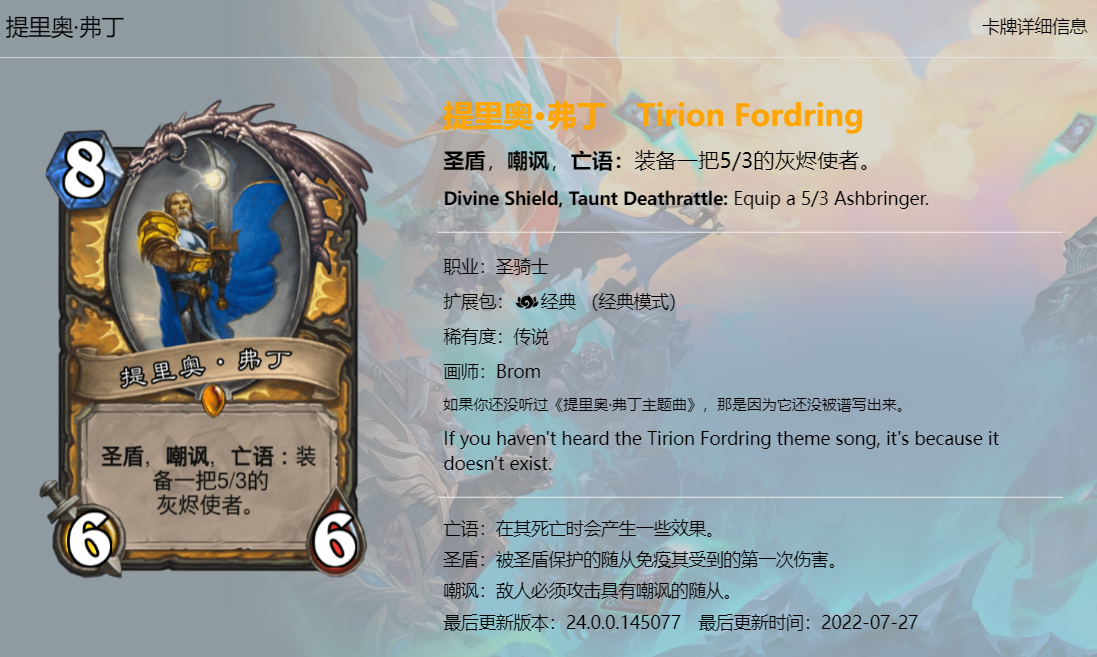 提里奥·弗丁
卡牌详细信息
8
提里奥·弗丁
圣盾，嘲讽，亡语：装
备一把5/3的
灰烬使者。
6
6
提里奥·弗丁 Tirion Fordring
圣盾，嘲讽，亡语：装备一把5/3的灰烬使者。
Divine Shield, Taunt Deathrattle: Equip a 5/3 Ashbringer.
职业：圣骑士
扩展包：经典 （经典模式）
稀有度：传说
画师：Brom
如果你还没听过《提里奥·弗丁主题曲》，那是因为它还没被谱写出来。
If you haven't heard the Tirion Fordring theme song, it's because it
doesn't exist.
亡语：在其死亡时会产生一些效果。
圣盾：被圣盾保护的随从免疫其受到的第一次伤害。
嘲讽：敌人必须攻击具有嘲讽的随从。
最后更新版本：24.0.0.145077 最后更新时间：2022-07-27